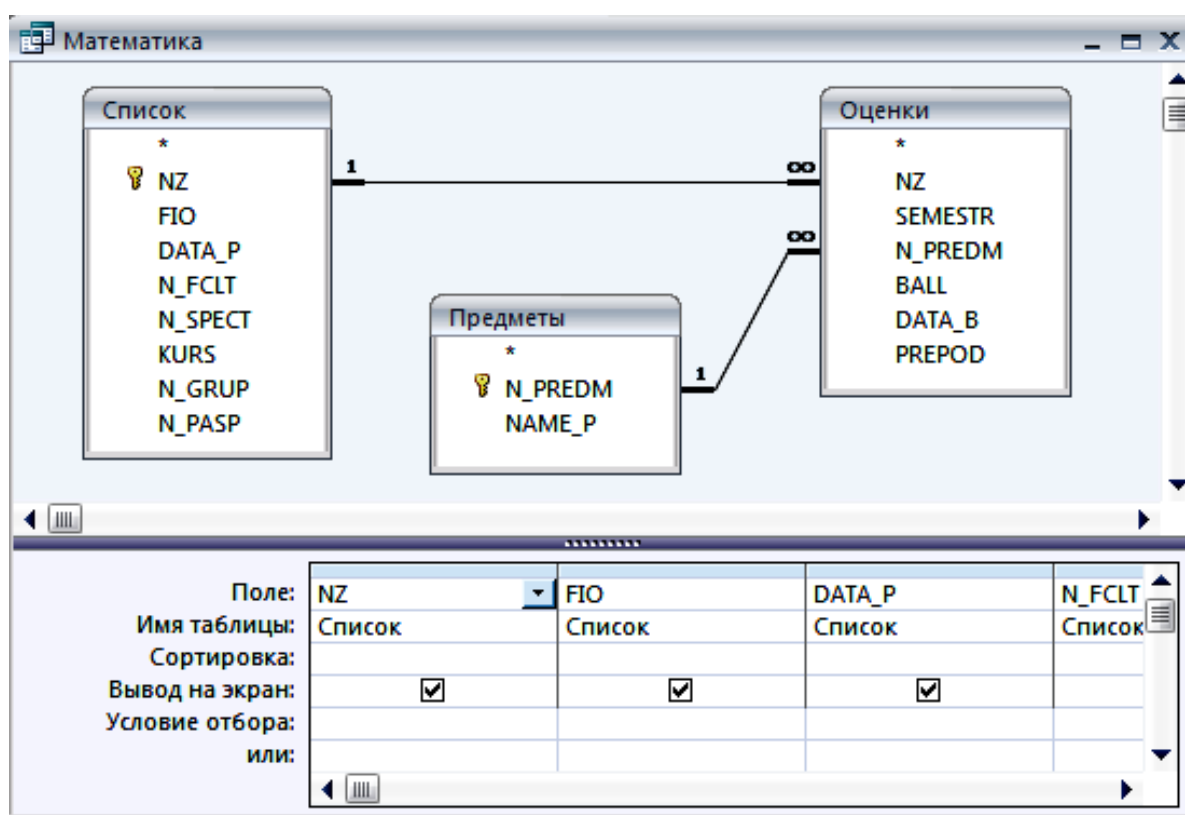 Математика
Список
*
NZ
FIO
DATA_P
N_FCLT
N_SPECT
KURS
N_GRUP
N_PASP
1
∞
∞
1
Предметы
*
N_PREDM
NAME_P
Оценки
*
NZ
SEMESTR
N_PREDM
BALL
DATA_B
PREPOD
Поле: NZ FIO DATA_P N_FCLT
Имя таблицы: Список Список Список Список
Сортировка:
Вывод на экран:
Условие отбора:
или: